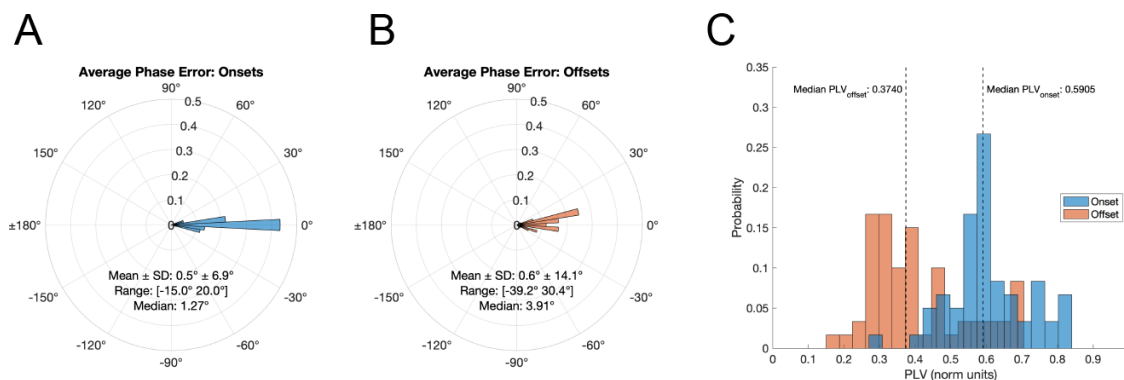 A
B
C
Average Phase Error: Onsets
90°
120°
60°
0.5
0.4
150°
0.3
30°
0.2
0.1
±180°
0
0°
Mean ± SD: 0.5° ± 6.9°
Range: [-15.0° 20.0°]
-150°
Median: 1.27°
-30°
-120°
-60°
-90°
Average Phase Error: Offsets
90°
120°
60°
0.5
0.4
150°
0.3
30°
0.2
0.1
±180°
0
0°
Mean ± SD: 0.6° ± 14.1°
Range: [-39.2° 30.4°]
-150°
Median: 3.91°
-30°
-120°
-60°
-90°
0.35
Median PLVoffset: 0.3740
Median PLVonset: 0.5905
0.3
0.25
0.2
Probability
Onset
Offset
0.15
0.1
0.05
0
0 0.1 0.2 0.3 0.4 0.5 0.6 0.7 0.8 0.9
PLV (norm units)